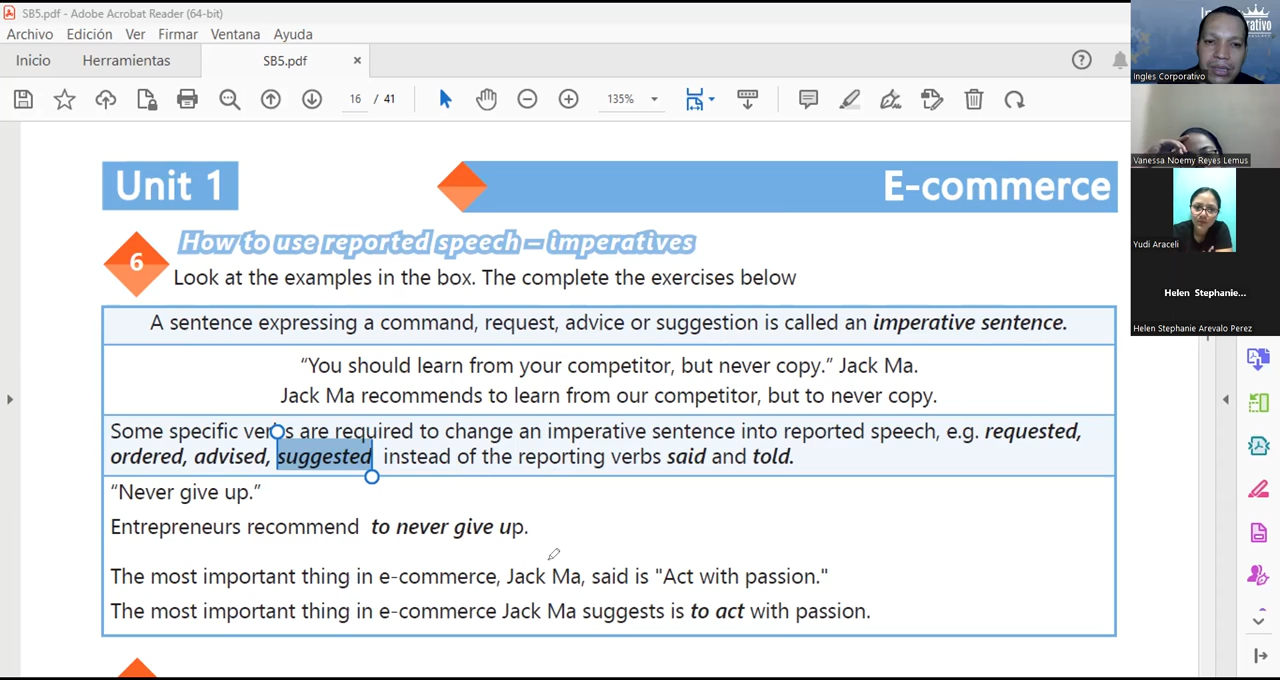 SB5.pdf - Adobe Acrobat Reader (64-bit)
Archivo Edición Ver Firmar Ventana Ayuda
Inicio Herramientas SB5.pdf ×
16 / 41 135%
Unit 1 E-commerce
6 How to use reported speech – imperatives
Look at the examples in the box. The complete the exercises below
A sentence expressing a command, request, advice or suggestion is called an imperative sentence.
“You should learn from your competitor, but never copy.” Jack Ma.
Jack Ma recommends to learn from our competitor, but to never copy.
Some specific verbs are required to change an imperative sentence into reported speech, e.g. requested,
ordered, advised, suggested instead of the reporting verbs said and told.
“Never give up.”
Entrepreneurs recommend to never give up.
The most important thing in e-commerce, Jack Ma, said is "Act with passion."
The most important thing in e-commerce Jack Ma suggests is to act with passion.
Ingles Corporativo
Vanessa Noemy Reyes Lemus
Yudi Araceli
Helen Stephanie...
Helen Stephanie Arevalo Perez